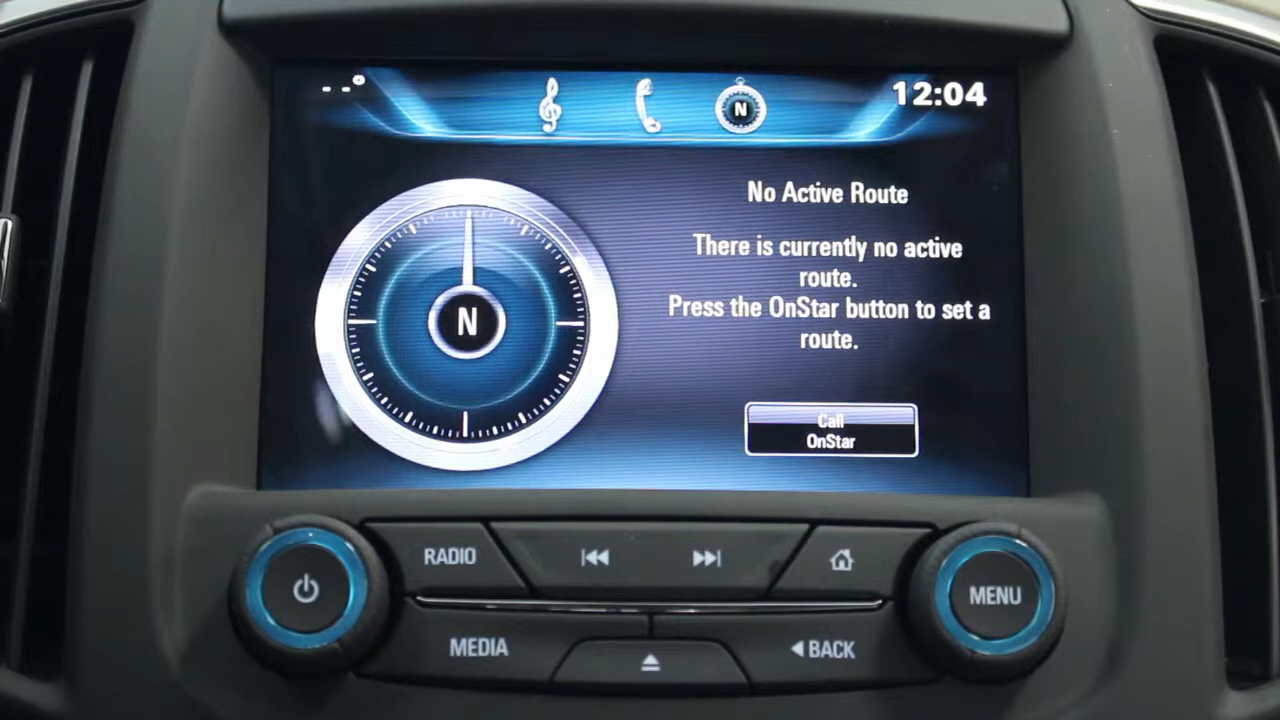 --°
N
12:04
No Active Route
There is currently no active
route.
Press the OnStar button to set a
route.
N
Call
OnStar
RADIO
MENU
MEDIA
BACK